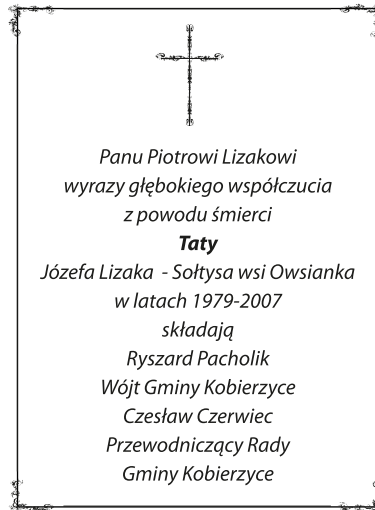 Panu Piotrowi Lizakowi
wyrazy głębokiego współczucia
z powodu śmierci
Taty
Józefa Lizaka - Sołtysa wsi Owsianka
w latach 1979-2007
składają
Ryszard Pacholik
Wójt Gminy Kobierzyce
Czesław Czerwiec
Przewodniczący Rady
Gminy Kobierzyce